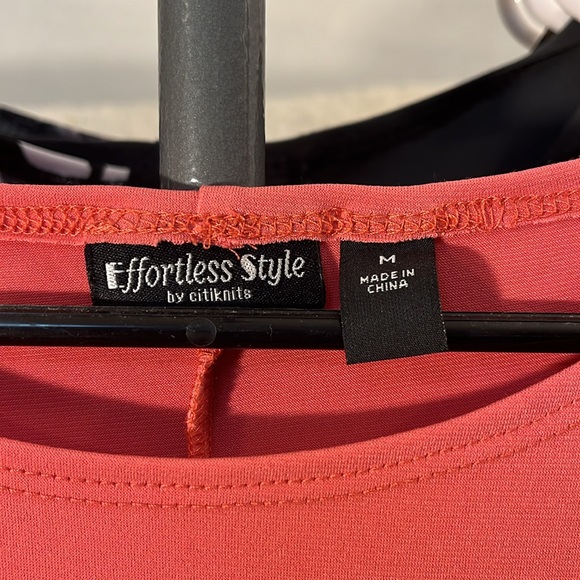 Effortless Style
by citiknits
M
MADE IN
CHINA